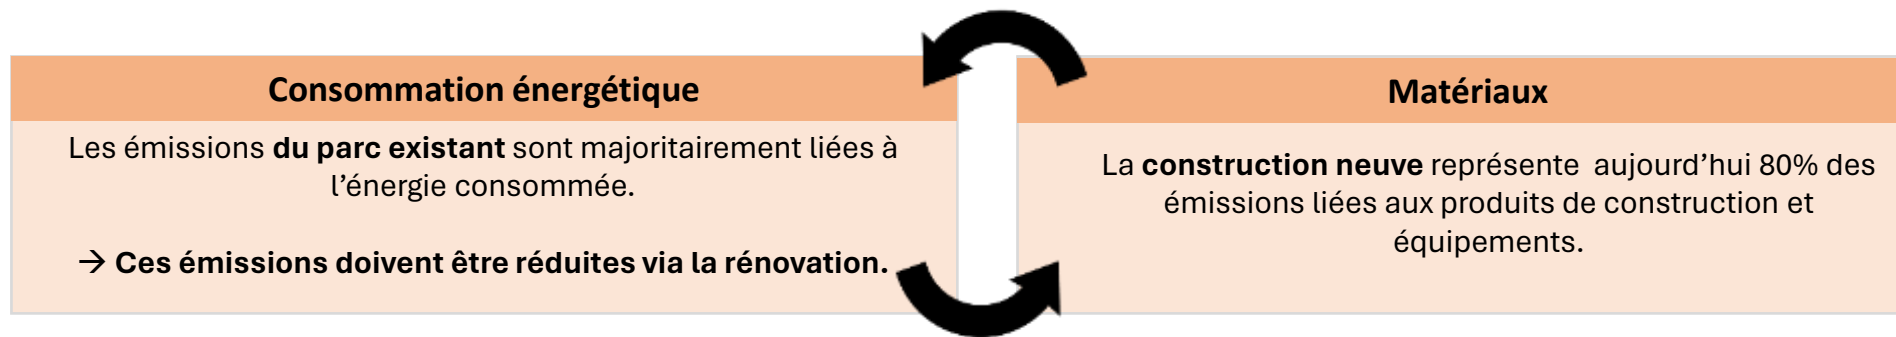 Consommation énergétique
Les émissions du parc existant sont majoritairement liées à
l’énergie consommée.
→ Ces émissions doivent être réduites via la rénovation.
Matériaux
La construction neuve représente  aujourd’hui 80% des
émissions liées aux produits de construction et
équipements.